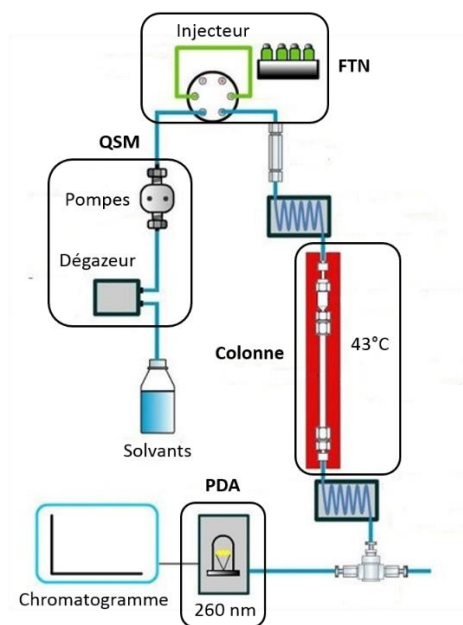 Injecteur
FTN
QSM
Pompes
Dégazeur
Solvants
Colonne
43°C
PDA
260 nm
Chromatogramme